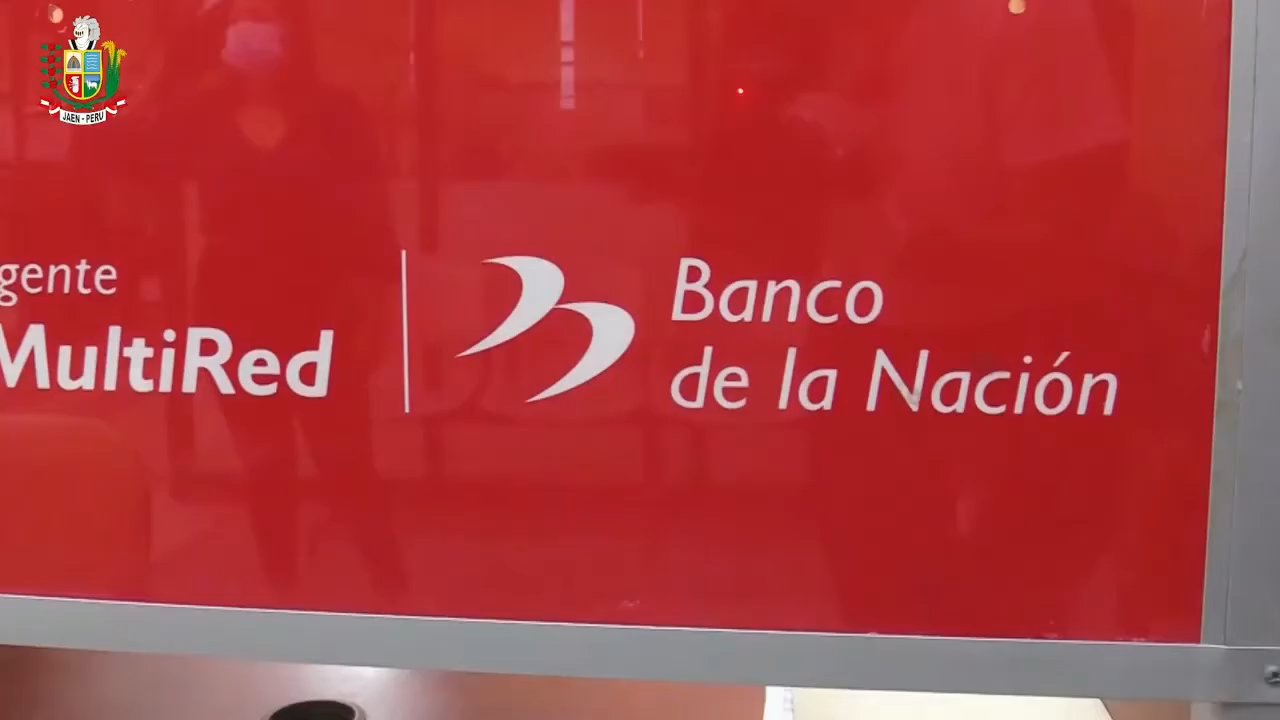 JAEN - PERU
gente
MultiRed
Banco
de la Nación